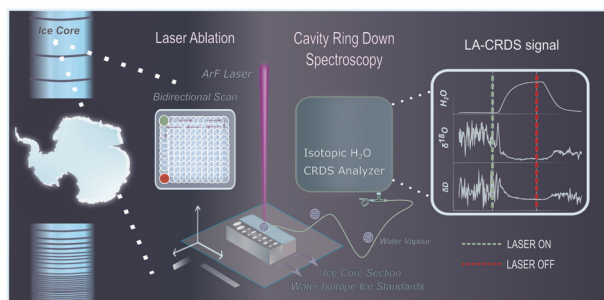 Ice Core
Laser Ablation
ArF Laser
Bidirectional Scan
Cavity Ring Down
Spectroscopy
Isotopic H₂O
CRDS Analyzer
Water Vapour
Ice Core Section
Water Isotope Ice Standards
LA-CRDS signal
H₂O
δ¹⁸O
δD
LASER ON
LASER OFF